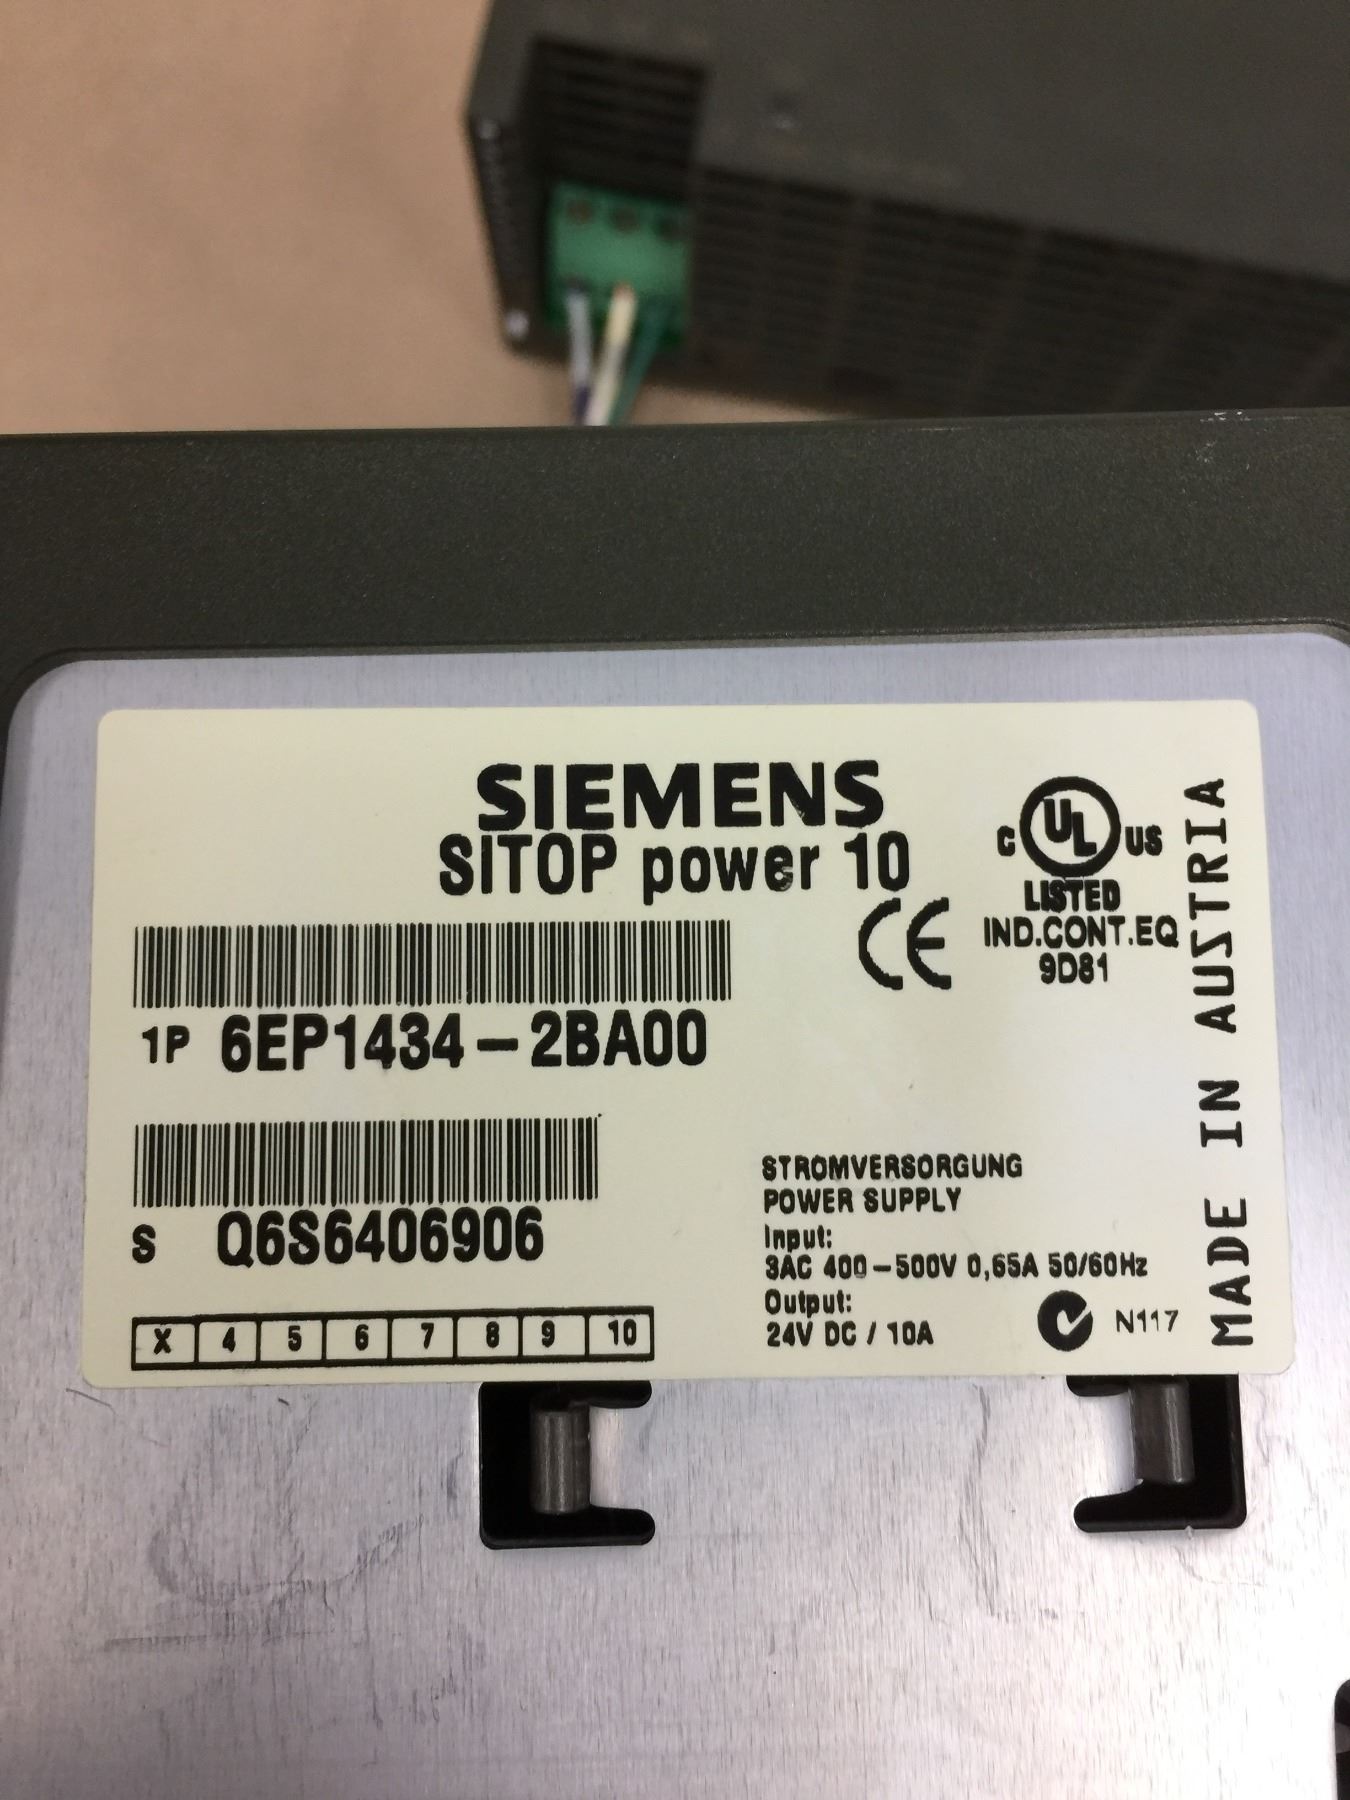 SIEMENS
SITOP power 10
C UL US
LISTED
IND.CONT.EQ
9D81
CE
1P 6EP1434-2BA00
S Q6S6406906
X 4 5 6 7 8 9 10
STROMVERSORGUNG
POWER SUPPLY
Input:
3AC 400-500V 0,65A 50/60Hz
Output:
24V DC / 10A
N117
MADE IN AUSTRIA